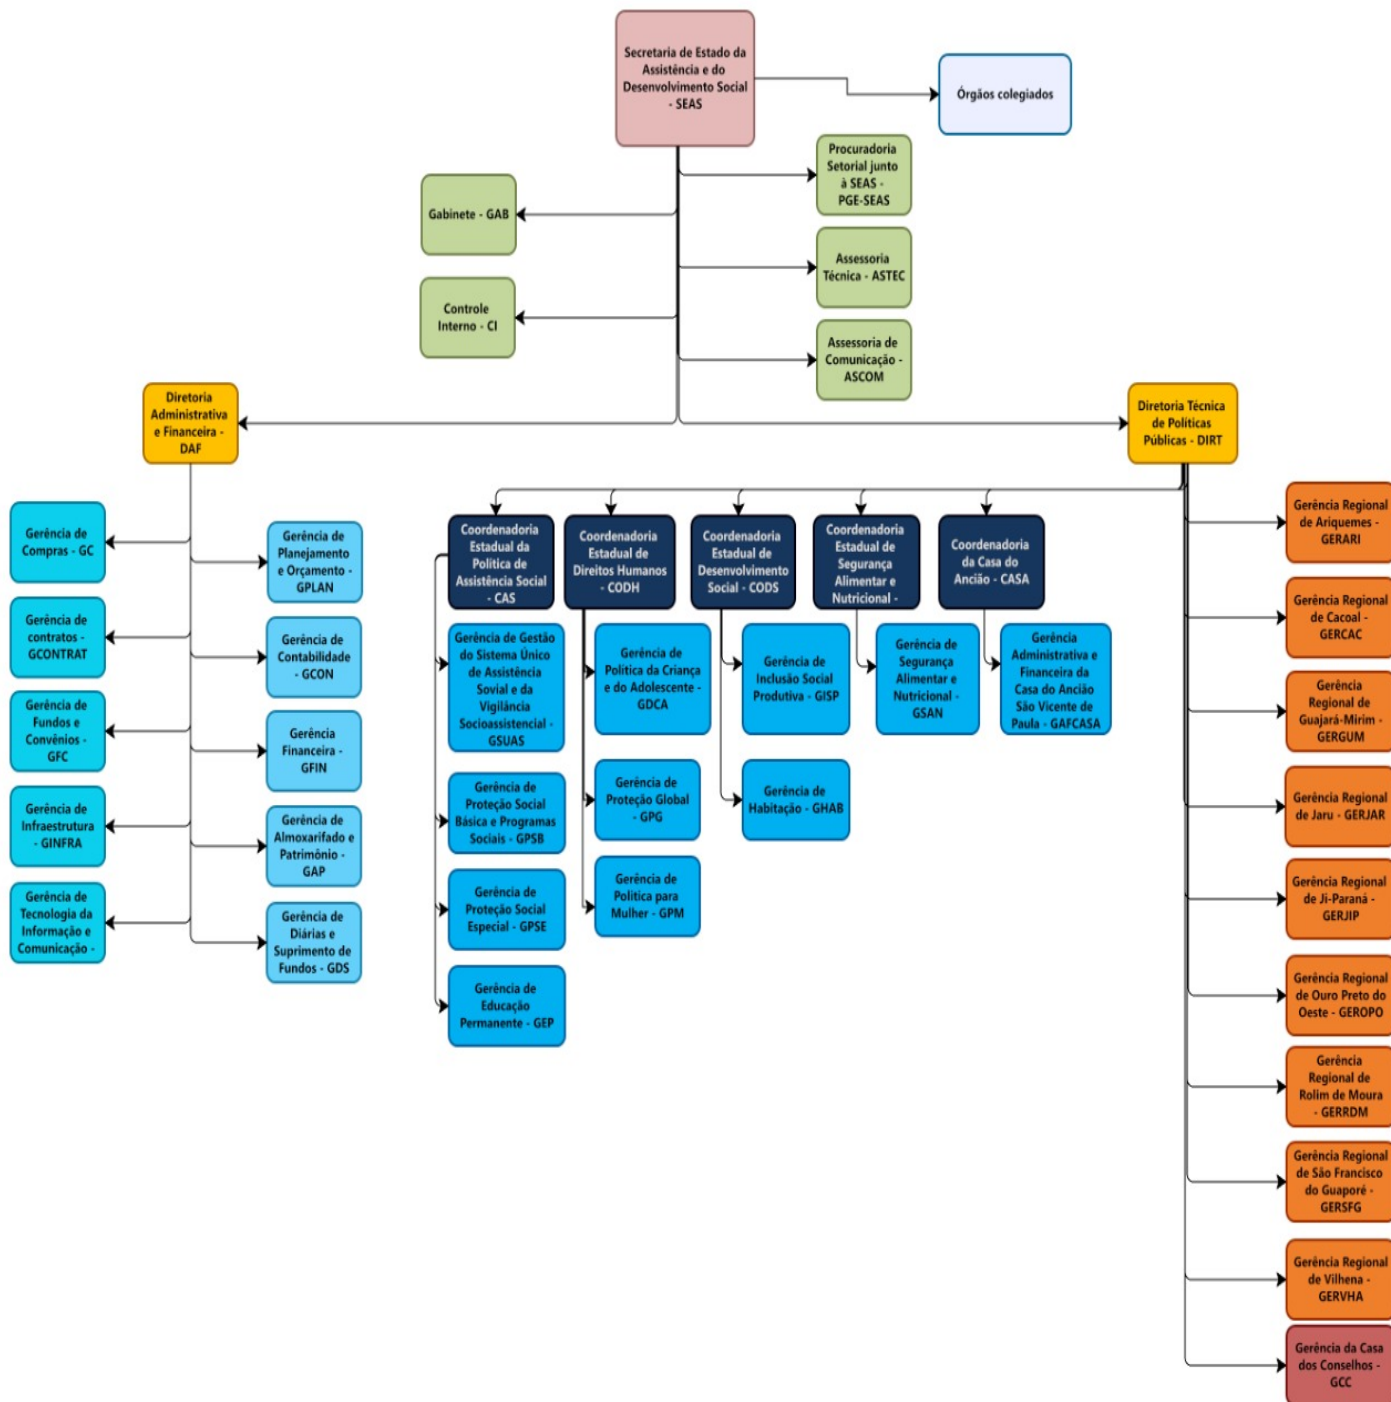 Secretaria de Estado da
Assistência e do
Desenvolvimento Social
- SEAS
Órgãos colegiados
Procuradoria
Setorial junto
à SEAS -
PGE-SEAS
Gabinete - GAB
Assessoria
Técnica - ASTEC
Controle
Interno - CI
Assessoria de
Comunicação -
ASCOM
Diretoria
Administrativa
e Financeira -
DAF
Diretoria Técnica
de Políticas
Públicas - DIRT
Gerência de
Compras - GC
Gerência de
contratos -
GCONTRAT
Gerência de
Fundos e
Convênios -
GFC
Gerência de
Infraestrutura -
GINFRA
Gerência de
Tecnologia da
Informação e
Comunicação -
Gerência de
Planejamento
e Orçamento -
GPLAN
Gerência de
Contabilidade -
GCON
Gerência
Financeira -
GFIN
Gerência de
Almoxarifado e
Patrimônio -
GAP
Gerência de
Diárias e
Suprimento de
Fundos - GDS
Coordenadoria
Estadual da
Política de
Assistência Social
- CAS
Gerência de Gestão
do Sistema Único
de Assistência
Sovial e da
Vigilância
Socioassistencial -
GSUAS
Gerência de
Proteção Social
Básica e Programas
Sociais - GPSB
Gerência de
Proteção Social
Especial - GPSE
Gerência de
Educação
Permanente - GEP
Coordenadoria
Estadual de
Direitos Humanos
- CODH
Gerência de
Política da Criança
e do Adolescente -
GDCA
Gerência de
Proteção Global -
GPG
Gerência de
Política para
Mulher - GPM
Coordenadoria
Estadual de
Desenvolvimento
Social - CODS
Gerência de
Inclusão Social
Produtiva - GISP
Gerência de
Habitação - GHAB
Coordenadoria
Estadual de
Segurança
Alimentar e
Nutricional -
Gerência de
Segurança
Alimentar e
Nutricional -
GSAN
Coordenadoria
da Casa do
Ancião - CASA
Gerência
Administrativa e
Financeira da
Casa do Ancião
São Vicente de
Paula - GAFCASA
Gerência Regional
de Ariquemes -
GERARI
Gerência Regional
de Cacoal -
GERCAC
Gerência
Regional de
Guajará-Mirim -
GERGUM
Gerência Regional
de Jaru - GERJAR
Gerência Regional
de Ji-Paraná -
GERJIP
Gerência Regional
de Ouro Preto do
Oeste - GEROPO
Gerência
Regional de
Rolim de Moura
- GERRDM
Gerência Regional
de São Francisco
do Guaporé -
GERSFG
Gerência Regional
de Vilhena -
GERVHA
Gerência da Casa
dos Conselhos -
GCC